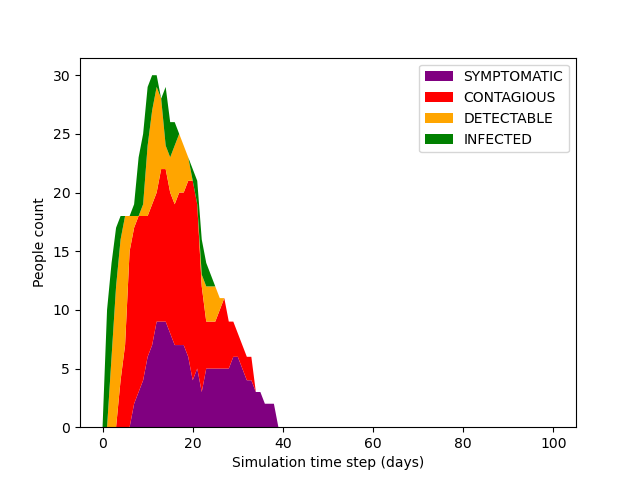 SYMPTOMATIC
CONTAGIOUS
DETECTABLE
INFECTED
30
25
20
15
10
5
0
People count
0 20 40 60 80 100
Simulation time step (days)